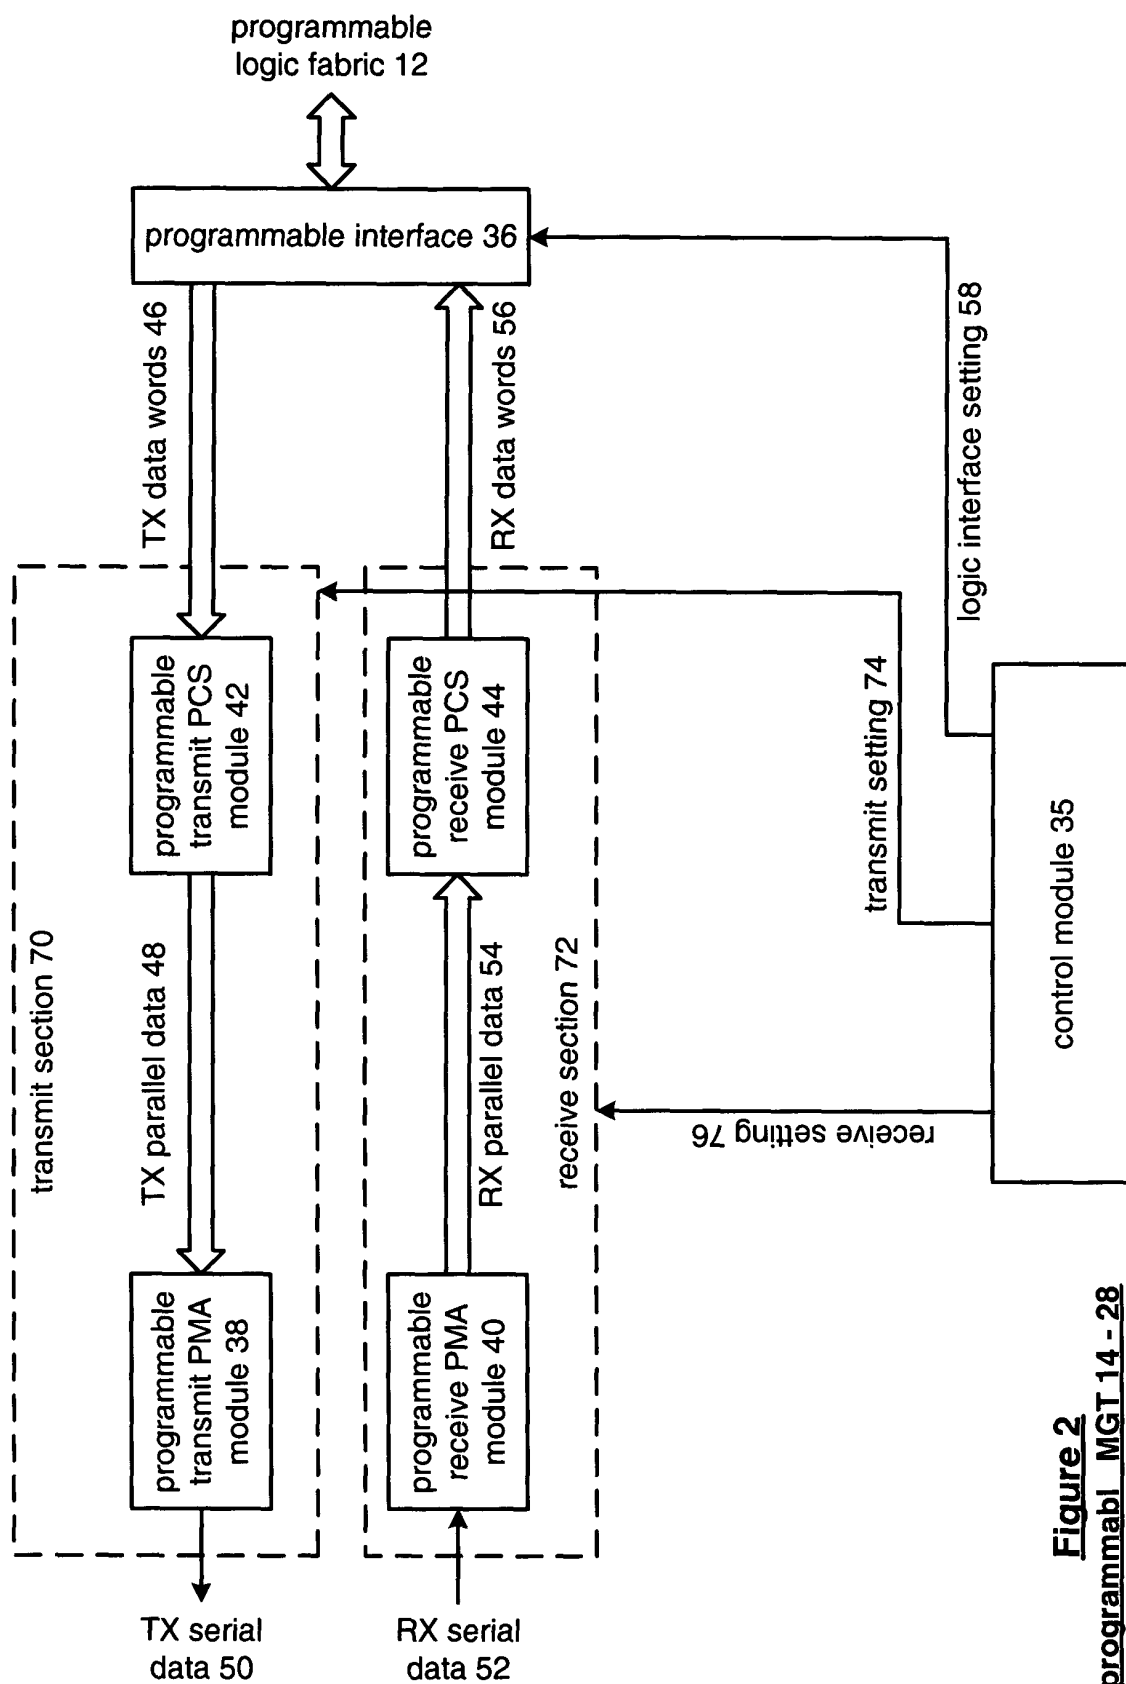 programmable
logic fabric 12
programmable interface 36
TX data words 46
RX data words 56
logic interface setting 58
transmit section 70
programmable
transmit PCS
module 42
programmable
receive PCS
module 44
transmit setting 74
TX parallel data 48
RX parallel data 54
receive section 72
receive setting 76
control module 35
programmable
transmit PMA
module 38
programmable
receive PMA
module 40
TX serial
data 50
RX serial
data 52
Figure 2
programmabl MGT 14 - 28